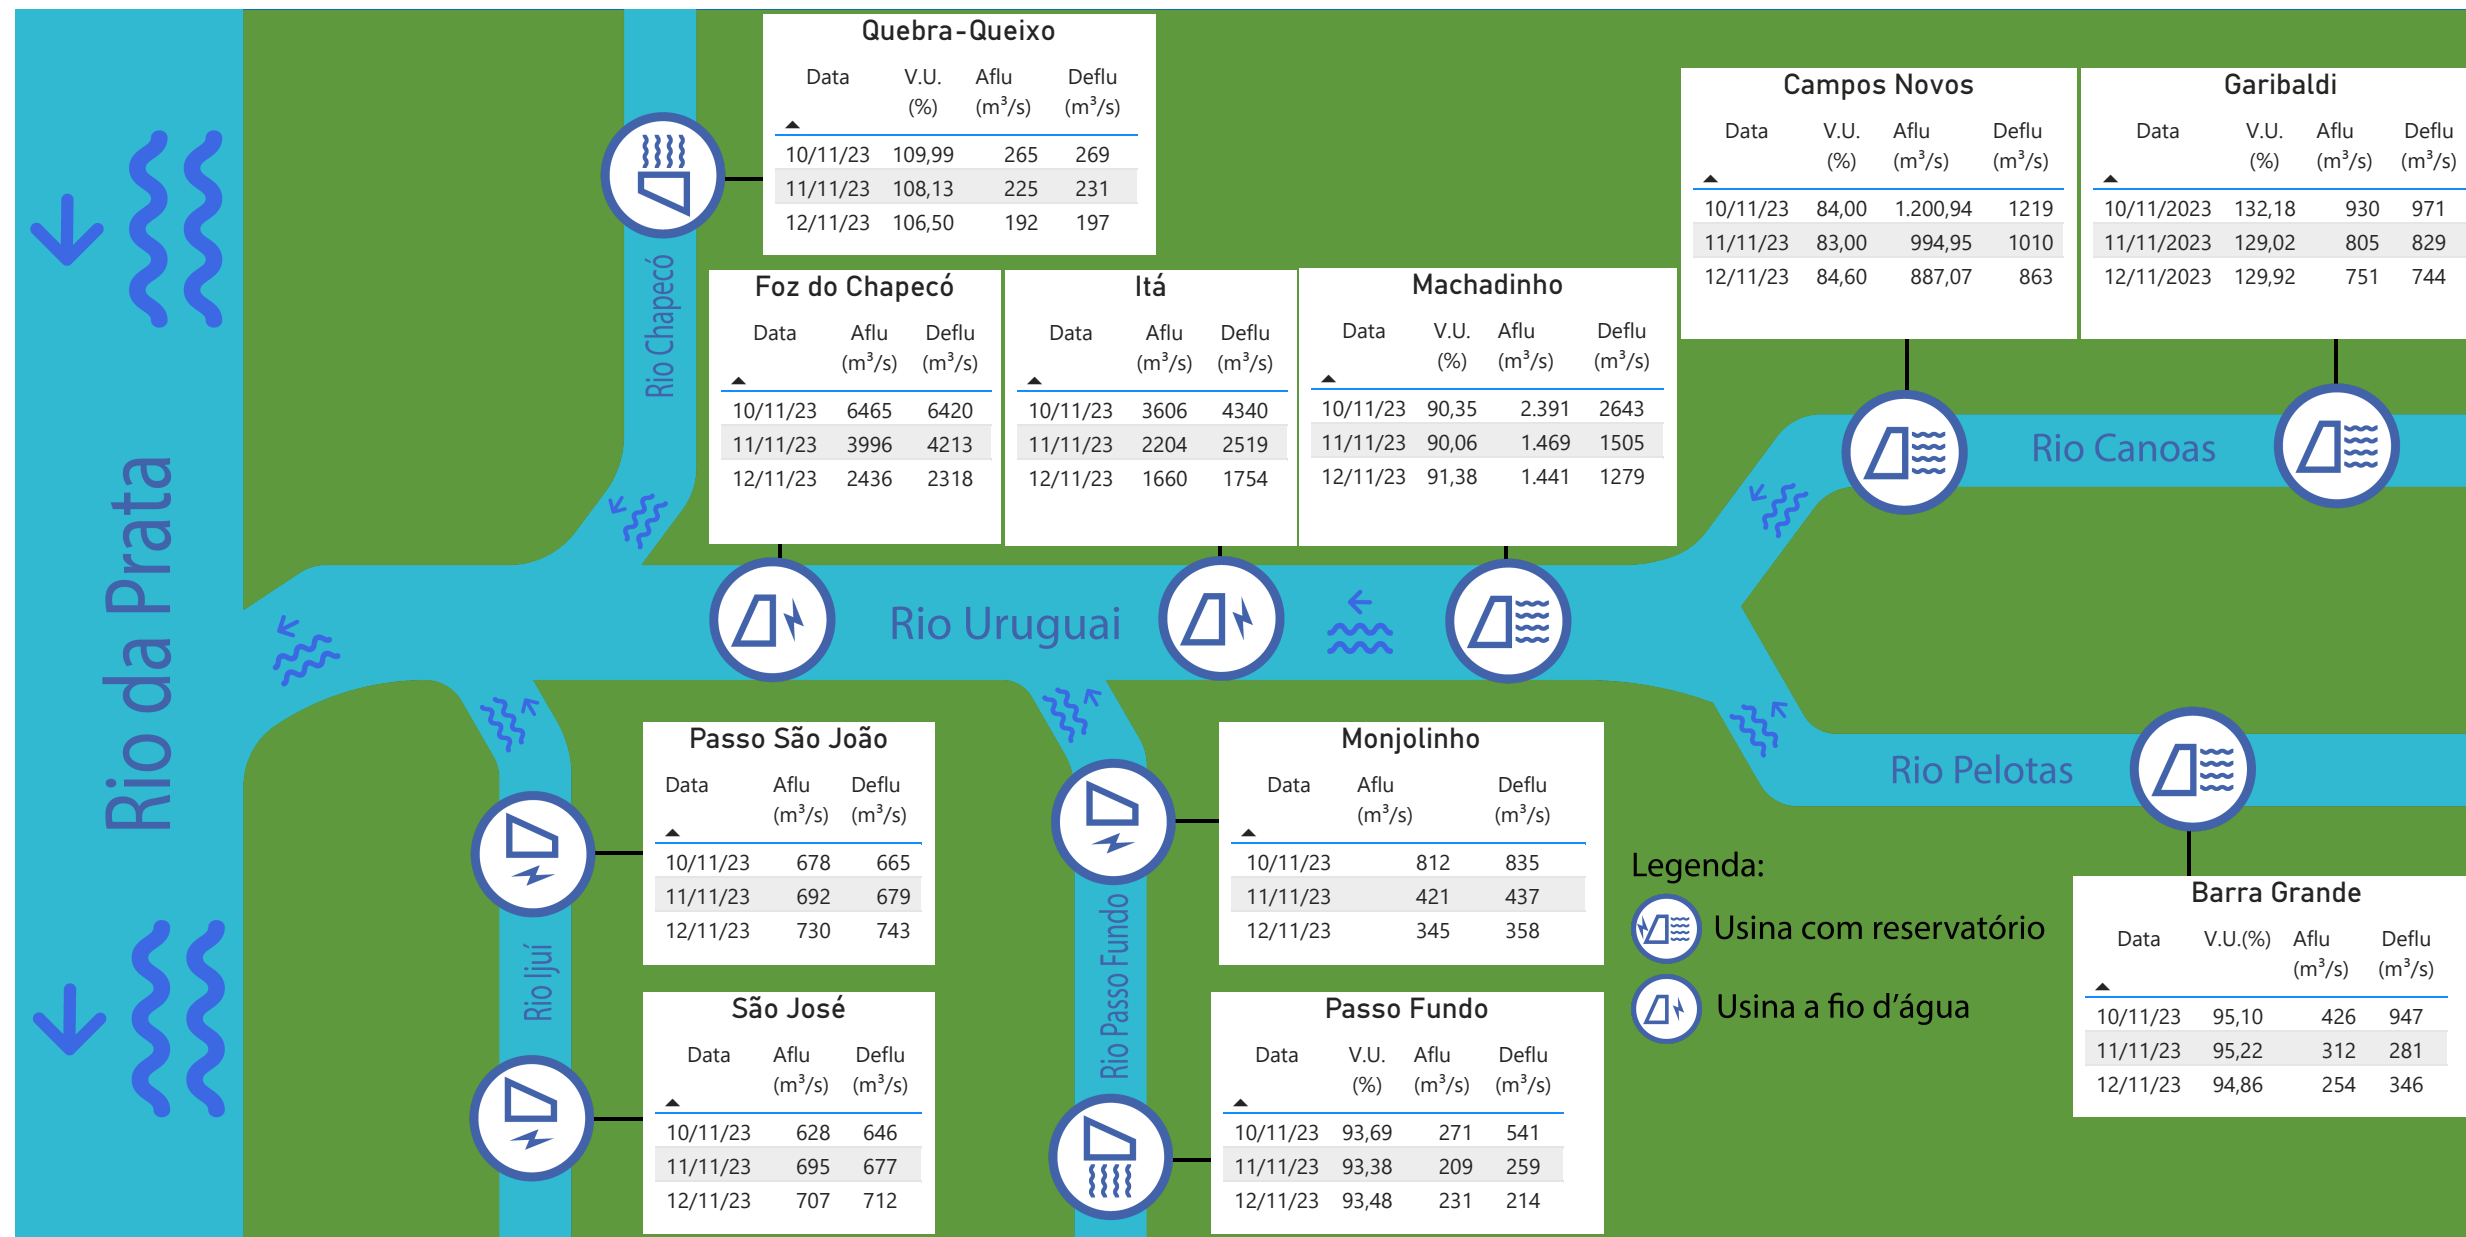 Quebra-Queixo
Data V.U. (%) Aflu (m³/s) Deflu (m³/s)
10/11/23 109,99 265 269
11/11/23 108,13 225 231
12/11/23 106,50 192 197
Campos Novos
Data V.U. (%) Aflu (m³/s) Deflu (m³/s)
10/11/23 84,00 1.200,94 1219
11/11/23 83,00 994,95 1010
12/11/23 84,60 887,07 863
Garibaldi
Data V.U. (%) Aflu (m³/s) Deflu (m³/s)
10/11/2023 132,18 930 971
11/11/2023 129,02 805 829
12/11/2023 129,92 751 744
Rio Chapecó
Foz do Chapecó
Data Aflu (m³/s) Deflu (m³/s)
10/11/23 6465 6420
11/11/23 3996 4213
12/11/23 2436 2318
Itá
Data Aflu (m³/s) Deflu (m³/s)
10/11/23 3606 4340
11/11/23 2204 2519
12/11/23 1660 1754
Machadinho
Data V.U. (%) Aflu (m³/s) Deflu (m³/s)
10/11/23 90,35 2.391 2643
11/11/23 90,06 1.469 1505
12/11/23 91,38 1.441 1279
Rio Canoas
Rio da Prata
Rio Uruguai
Rio Pelotas
Passo São João
Data Aflu (m³/s) Deflu (m³/s)
10/11/23 678 665
11/11/23 692 679
12/11/23 730 743
Monjolinho
Data Aflu (m³/s) Deflu (m³/s)
10/11/23 812 835
11/11/23 421 437
12/11/23 345 358
Rio Ijuí
Rio Passo Fundo
São José
Data Aflu (m³/s) Deflu (m³/s)
10/11/23 628 646
11/11/23 695 677
12/11/23 707 712
Passo Fundo
Data V.U. (%) Aflu (m³/s) Deflu (m³/s)
10/11/23 93,69 271 541
11/11/23 93,38 209 259
12/11/23 93,48 231 214
Legenda:
Usina com reservatório
Usina a fio d’água
Barra Grande
Data V.U.(%) Aflu (m³/s) Deflu (m³/s)
10/11/23 95,10 426 947
11/11/23 95,22 312 281
12/11/23 94,86 254 346